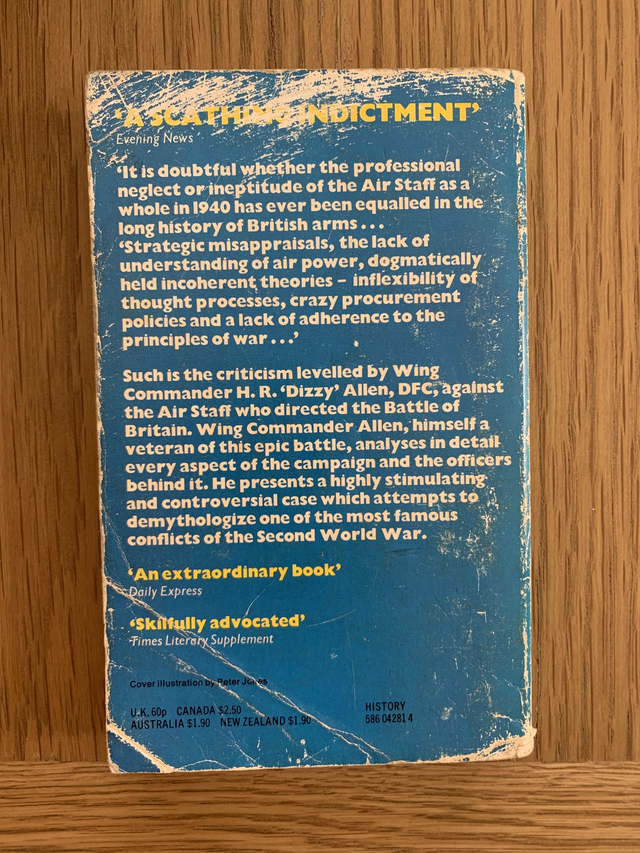 ‘A SCATHING INDICTMENT’
Evening News
‘It is doubtful whether the professional
neglect or ineptitude of the Air Staff as a
whole in 1940 has ever been equalled in the
long history of British arms ...
‘Strategic misappraisals, the lack of
understanding of air power, dogmatically
held incoherent theories – inflexibility of
thought processes, crazy procurement
policies and a lack of adherence to the
principles of war ...’
Such is the criticism levelled by Wing
Commander H. R. ‘Dizzy’ Allen, DFC, against
the Air Staff who directed the Battle of
Britain. Wing Commander Allen, himself a
veteran of this epic battle, analyses in detail
every aspect of the campaign and the officers
behind it. He presents a highly stimulating
and controversial case which attempts to
demythologize one of the most famous
conflicts of the Second World War.
‘An extraordinary book’
Daily Express
‘Skilfully advocated’
Times Literary Supplement
Cover illustration by Peter Jones
U.K. 60p CANADA $2.50
AUSTRALIA $1.90 NEW ZEALAND $1.90
HISTORY
586 04281 4